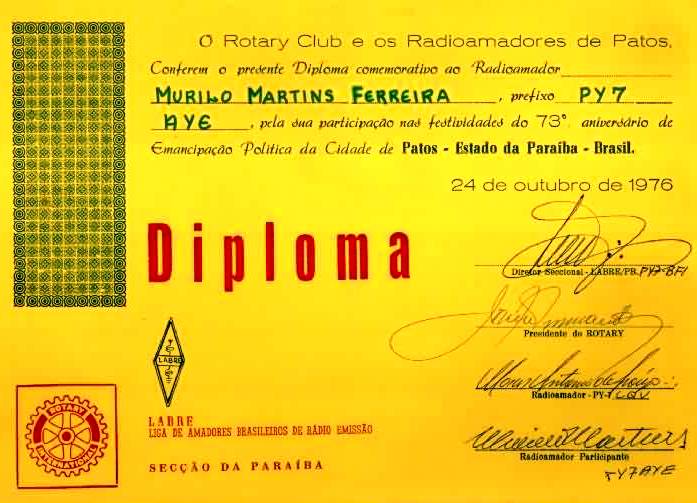 O Rotary Club e os Radioamadores de Patos,
Conferem o presente Diploma comemorativo ao Radioamador
MURILO MARTINS FERREIRA, prefixo PY7
AYE, pela sua participação nas festividades do 73º. aniversário de
Emancipação Política da Cidade de Patos - Estado da Paraíba - Brasil.
24 de outubro de 1976
Diploma
Diretor Seccional - LABRE/PB. PY7-BFI
Presidente do ROTARY
Radioamador - PY-7
Radioamador Participante
PY7AYE
LABRE
LABRE
LIGA DE AMADORES BRASILEIROS DE RÁDIO EMISSÃO
SECÇÃO DA PARAÍBA
ROTARY
INTERNATIONAL